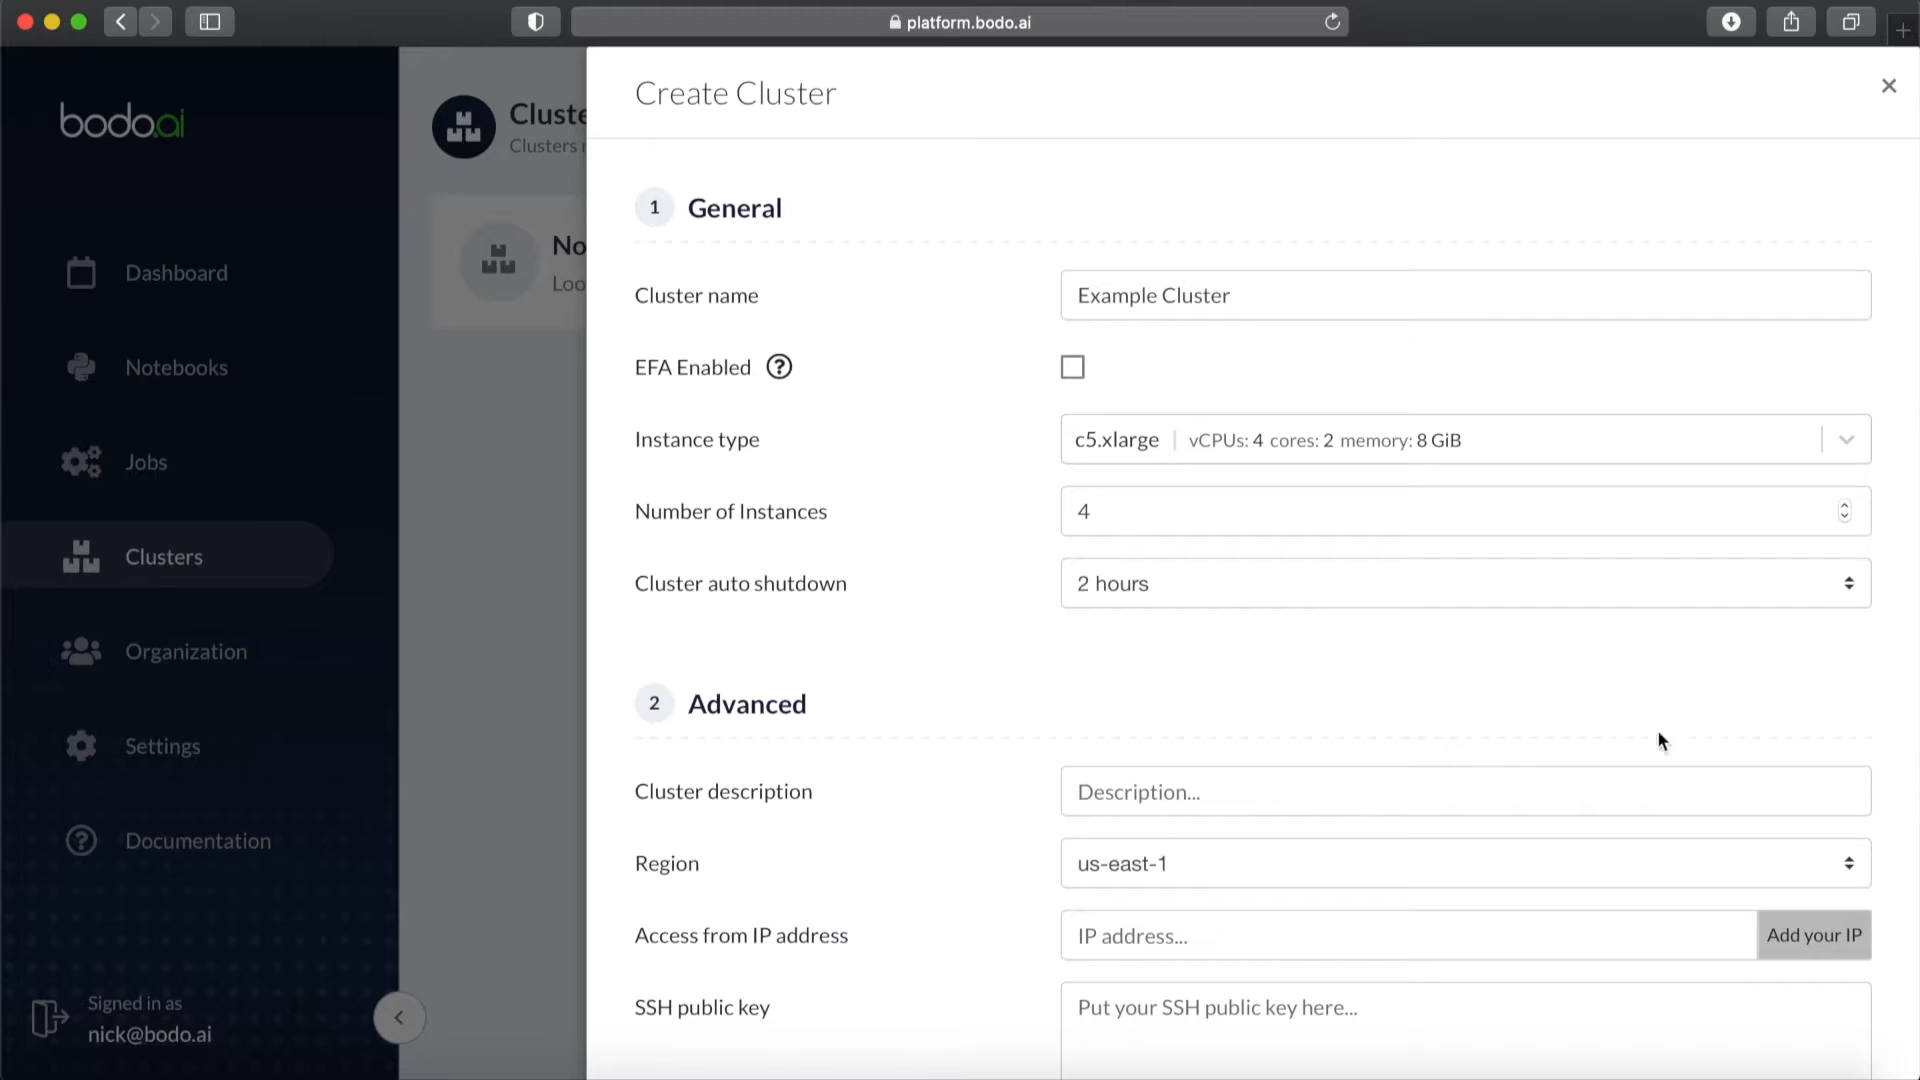 platform.bodo.ai
bodo.ai
Dashboard
Notebooks
Jobs
Clusters
Organization
Settings
Documentation
Signed in as
nick@bodo.ai
Cluste
Clusters
No
Loo
Create Cluster
1 General
Cluster name
Example Cluster
EFA Enabled ?
Instance type
c5.xlarge | vCPUs: 4 cores: 2 memory: 8 GiB
Number of Instances
4
Cluster auto shutdown
2 hours
2 Advanced
Cluster description
Description...
Region
us-east-1
Access from IP address
IP address...
Add your IP
SSH public key
Put your SSH public key here...